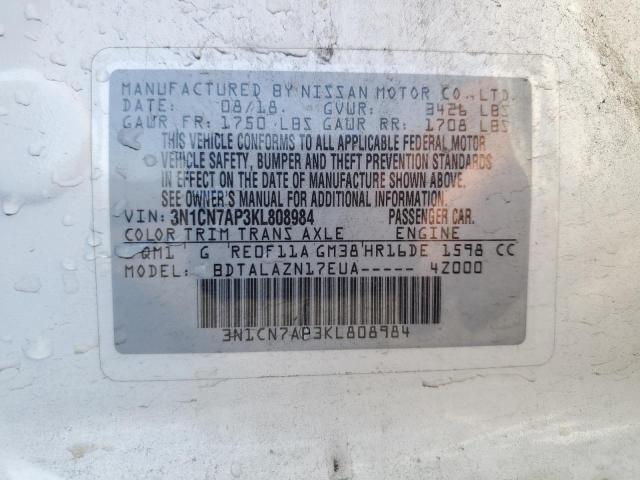 MANUFACTURED BY NISSAN MOTOR CO., LTD.
DATE: 08/18. GVWR: 3426 LBS
GAWR FR: 1750 LBS GAWR RR: 1708 LBS
THIS VEHICLE CONFORMS TO ALL APPLICABLE FEDERAL MOTOR
VEHICLE SAFETY, BUMPER AND THEFT PREVENTION STANDARDS
IN EFFECT ON THE DATE OF MANUFACTURE SHOWN ABOVE.
SEE OWNER'S MANUAL FOR ADDITIONAL INFORMATION.
VIN: 3N1CN7AP3KL808984 PASSENGER CAR.
COLOR TRIM TRANS AXLE ENGINE
QM1 G RE0F11A GM38 HR16DE 1598 CC
MODEL: BDTALAZN17EUA----- 4Z000
3N1CN7AP3KL808984